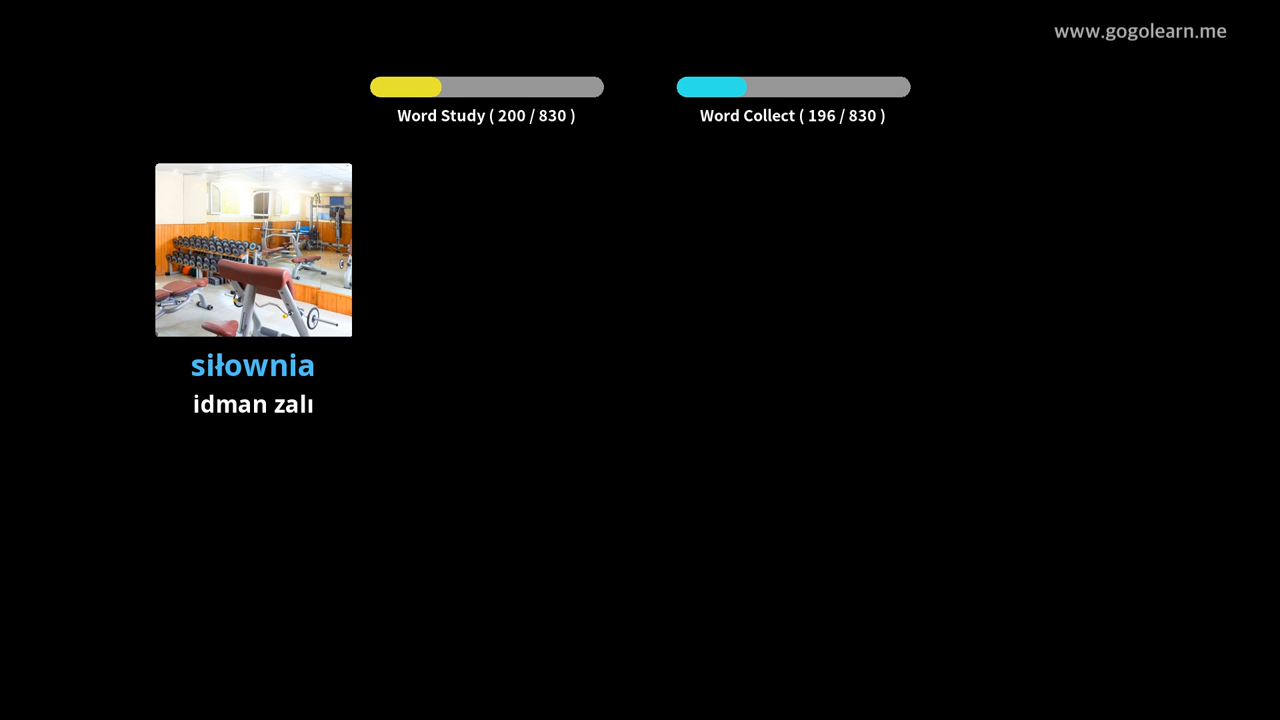 www.gogolearn.me
Word Study ( 200 / 830 )
Word Collect ( 196 / 830 )
siłownia
idman zalı